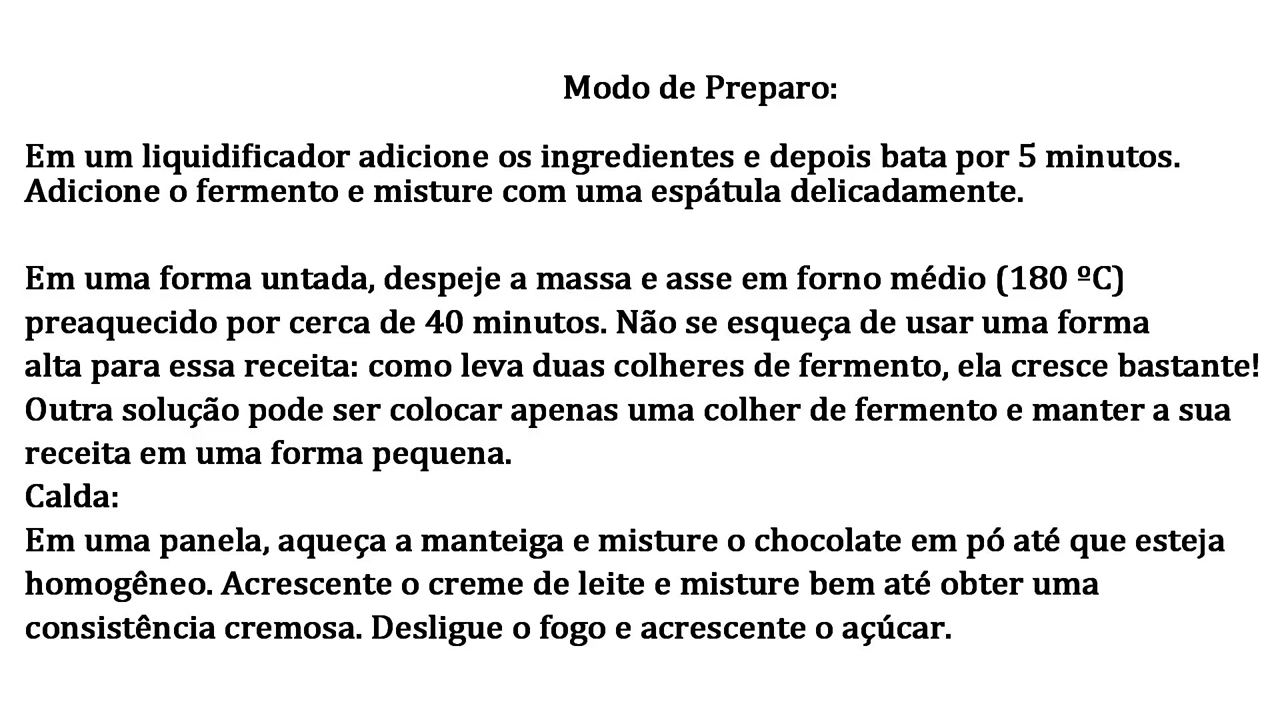 Modo de Preparo:
Em um liquidificador adicione os ingredientes e depois bata por 5 minutos.
Adicione o fermento e misture com uma espátula delicadamente.
Em uma forma untada, despeje a massa e asse em forno médio (180 ºC)
preaquecido por cerca de 40 minutos. Não se esqueça de usar uma forma
alta para essa receita: como leva duas colheres de fermento, ela cresce bastante!
Outra solução pode ser colocar apenas uma colher de fermento e manter a sua
receita em uma forma pequena.
Calda:
Em uma panela, aqueça a manteiga e misture o chocolate em pó até que esteja
homogêneo. Acrescente o creme de leite e misture bem até obter uma
consistência cremosa. Desligue o fogo e acrescente o açúcar.